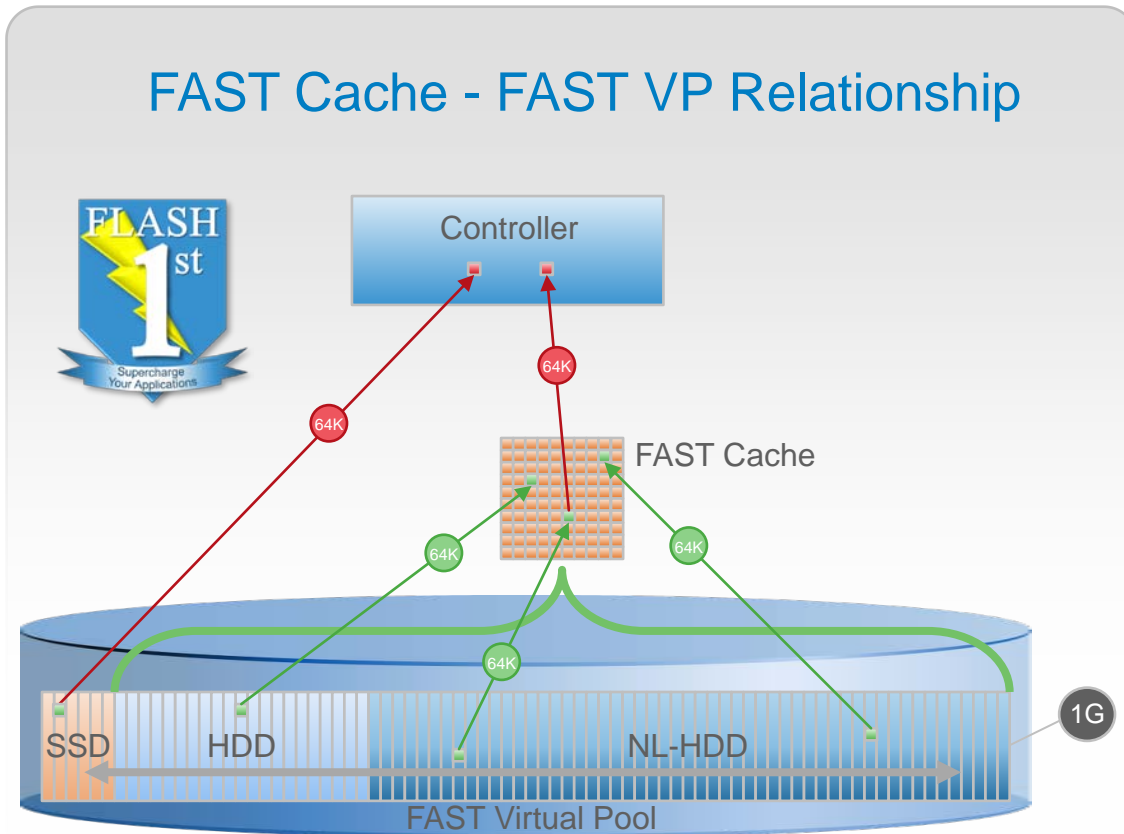 FAST Cache - FAST VP Relationship
FLASH
1st
Supercharge
Your Applications
Controller
64K
64K
FAST Cache
64K
64K
64K
1G
SSD
HDD
NL-HDD
FAST Virtual Pool